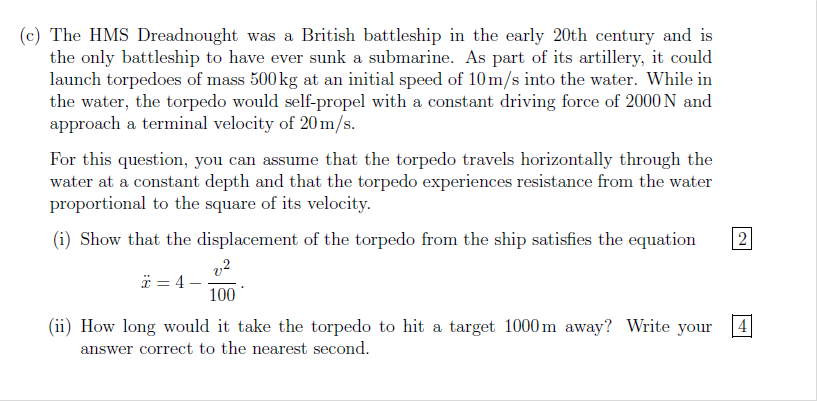 (c) The HMS Dreadnought was a British battleship in the early 20th century and is
the only battleship to have ever sunk a submarine. As part of its artillery, it could
launch torpedoes of mass 500 kg at an initial speed of 10 m/s into the water. While in
the water, the torpedo would self-propel with a constant driving force of 2000 N and
approach a terminal velocity of 20 m/s.
For this question, you can assume that the torpedo travels horizontally through the
water at a constant depth and that the torpedo experiences resistance from the water
proportional to the square of its velocity.
(i) Show that the displacement of the torpedo from the ship satisfies the equation 2
ẍ = 4 − v²/100 .
(ii) How long would it take the torpedo to hit a target 1000 m away? Write your 4
answer correct to the nearest second.